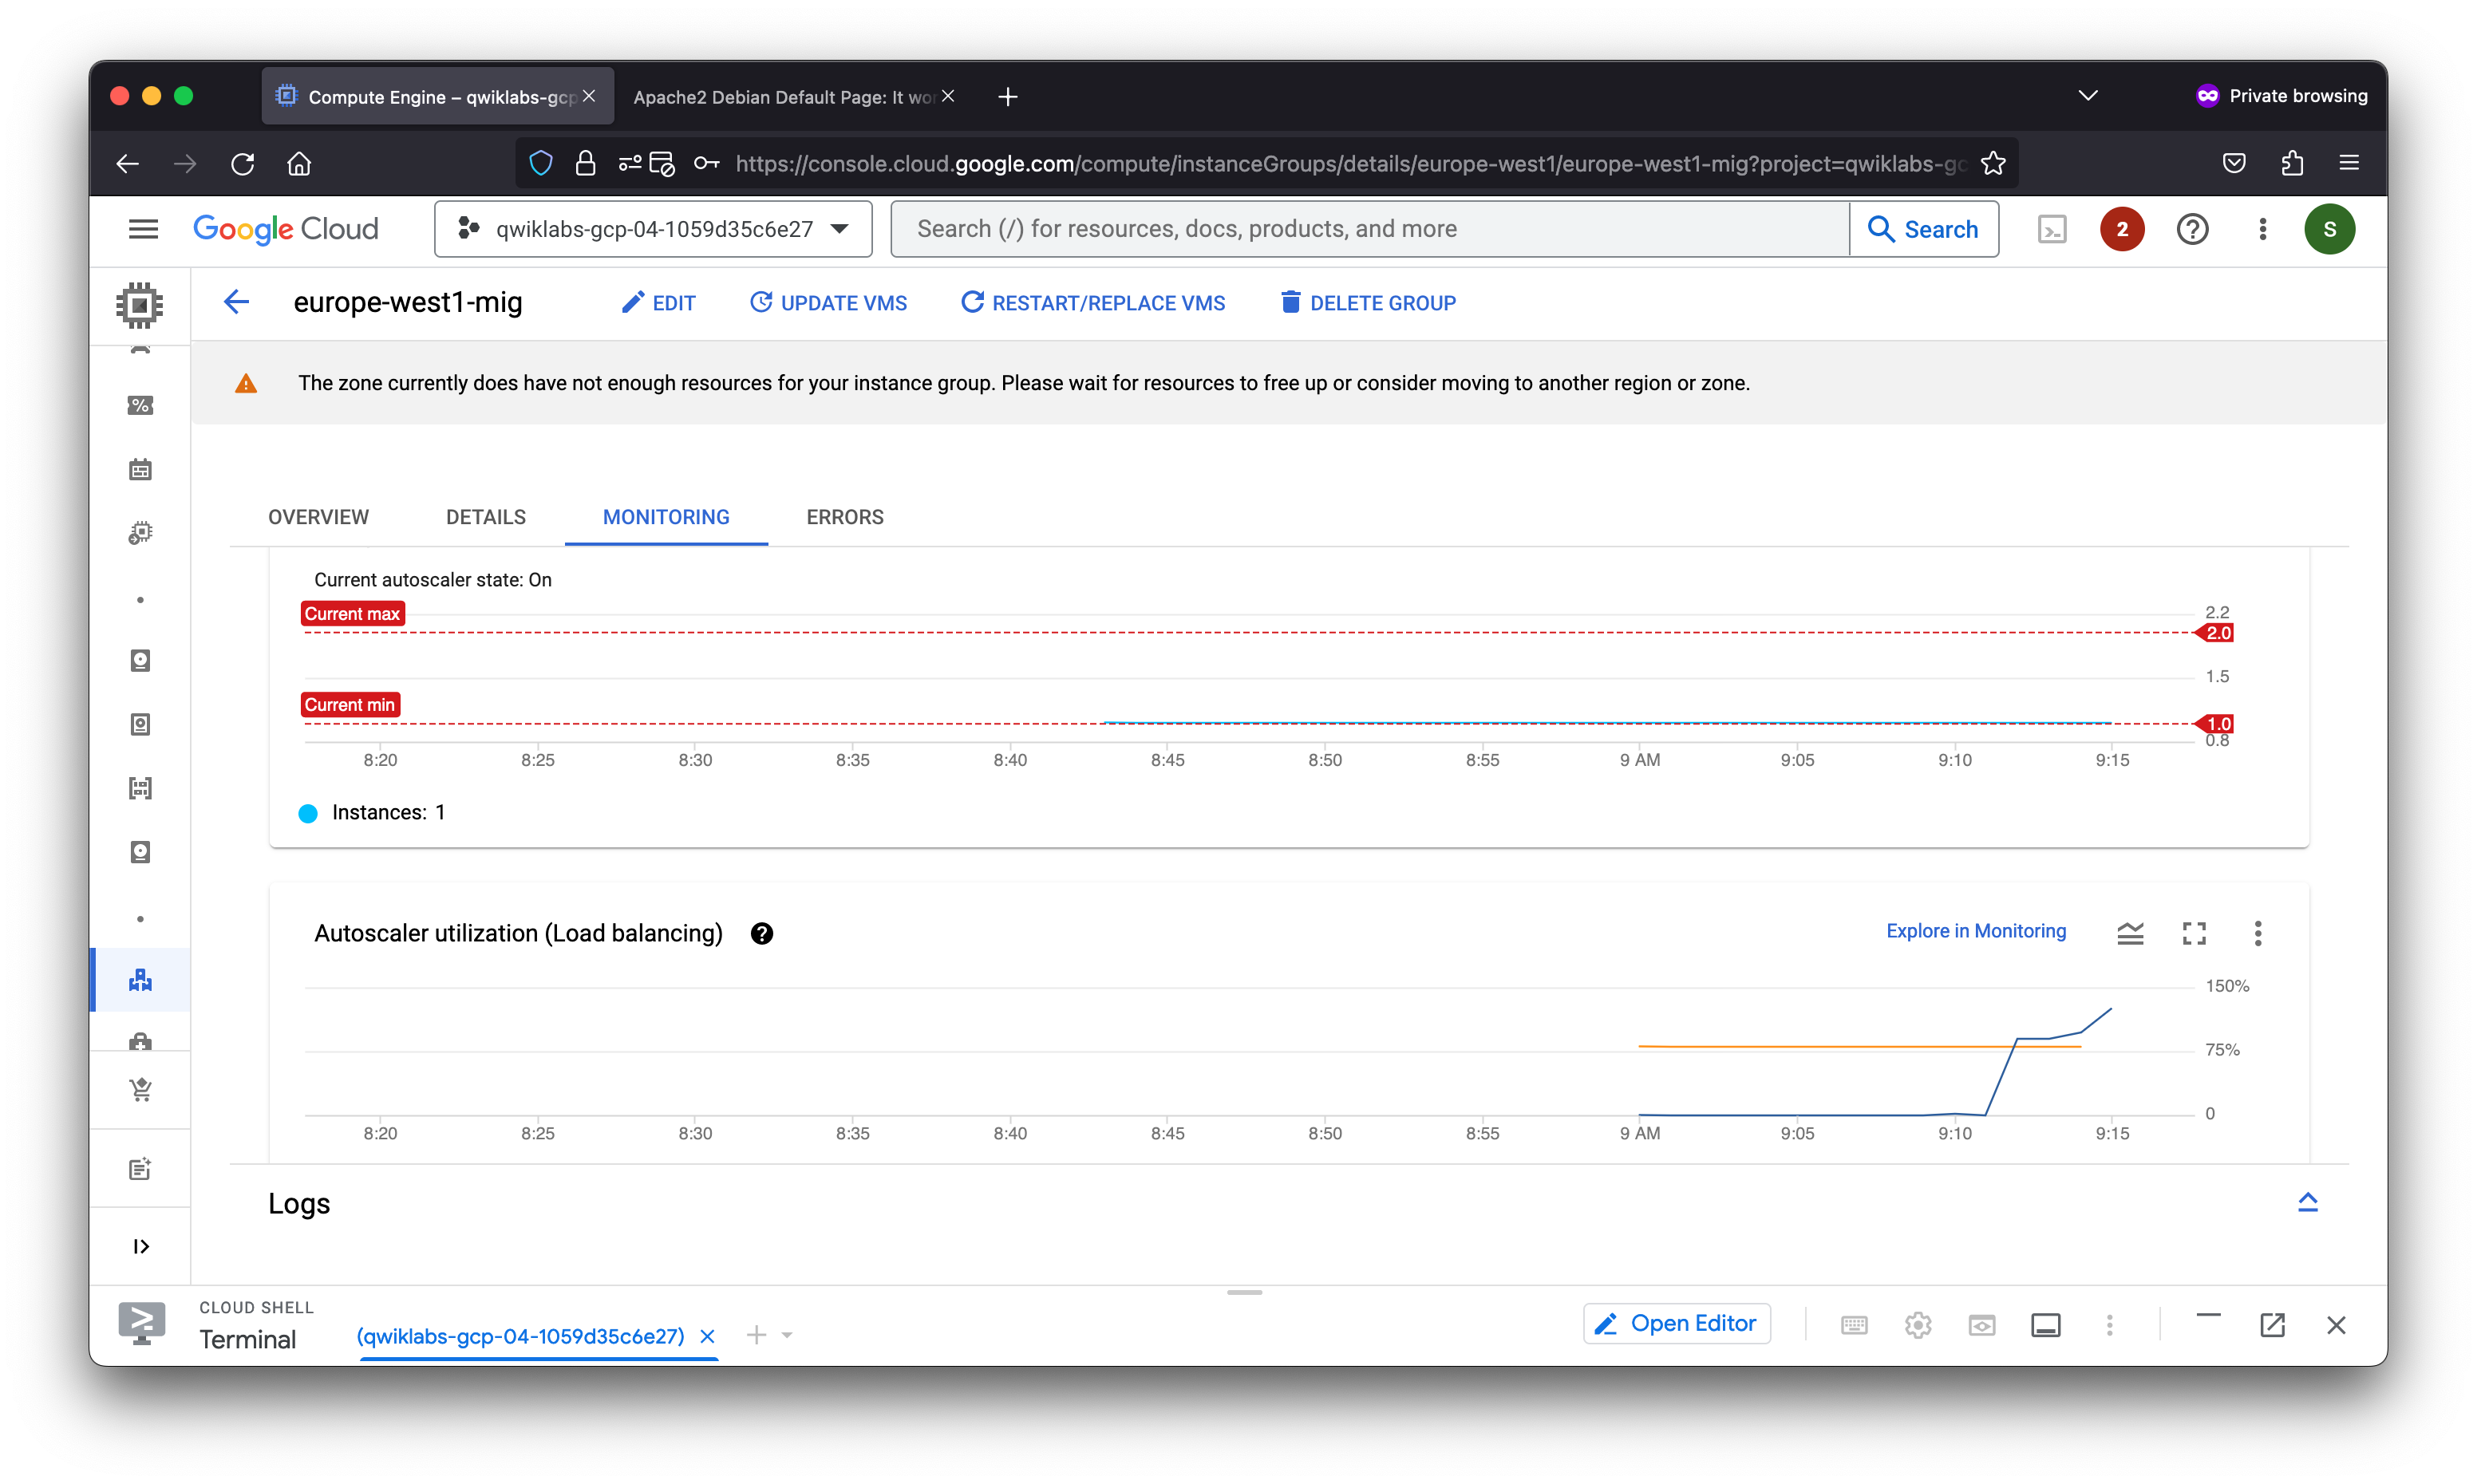 Compute Engine – qwiklabs-gcp
Apache2 Debian Default Page: It wor
Private browsing
https://console.cloud.google.com/compute/instanceGroups/details/europe-west1/europe-west1-mig?project=qwiklabs-gc
Google Cloud
qwiklabs-gcp-04-1059d35c6e27
Search (/) for resources, docs, products, and more
Search
2
S
europe-west1-mig
EDIT
UPDATE VMS
RESTART/REPLACE VMS
DELETE GROUP
The zone currently does have not enough resources for your instance group. Please wait for resources to free up or consider moving to another region or zone.
OVERVIEW
DETAILS
MONITORING
ERRORS
Current autoscaler state: On
Current max
2.2
2.0
1.5
Current min
1.0
0.8
8:20 8:25 8:30 8:35 8:40 8:45 8:50 8:55 9 AM 9:05 9:10 9:15
Instances: 1
Autoscaler utilization (Load balancing)
Explore in Monitoring
150%
75%
0
8:20 8:25 8:30 8:35 8:40 8:45 8:50 8:55 9 AM 9:05 9:10 9:15
Logs
CLOUD SHELL
Terminal
(qwiklabs-gcp-04-1059d35c6e27)
Open Editor